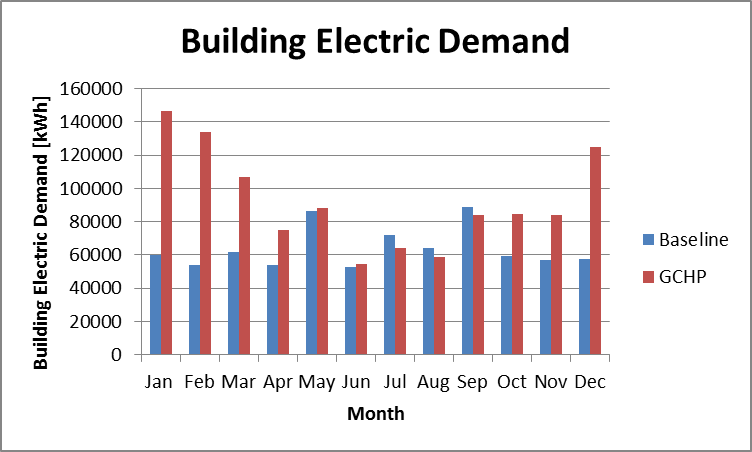 Building Electric Demand
Building Electric Demand [kWh]
160000
140000
120000
100000
80000
60000
40000
20000
0
Jan Feb Mar Apr May Jun Jul Aug Sep Oct Nov Dec
Month
Baseline
GCHP